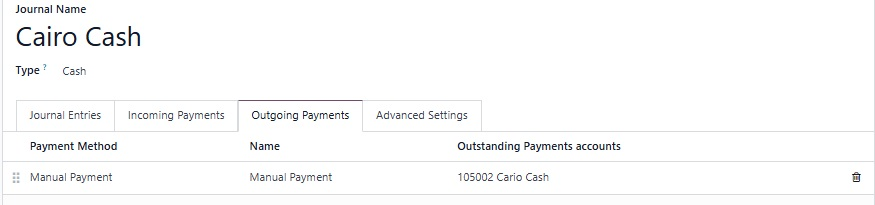 Journal Name
Cairo Cash
Type ? Cash
Journal Entries Incoming Payments Outgoing Payments Advanced Settings
Payment Method Name Outstanding Payments accounts
Manual Payment Manual Payment 105002 Cario Cash